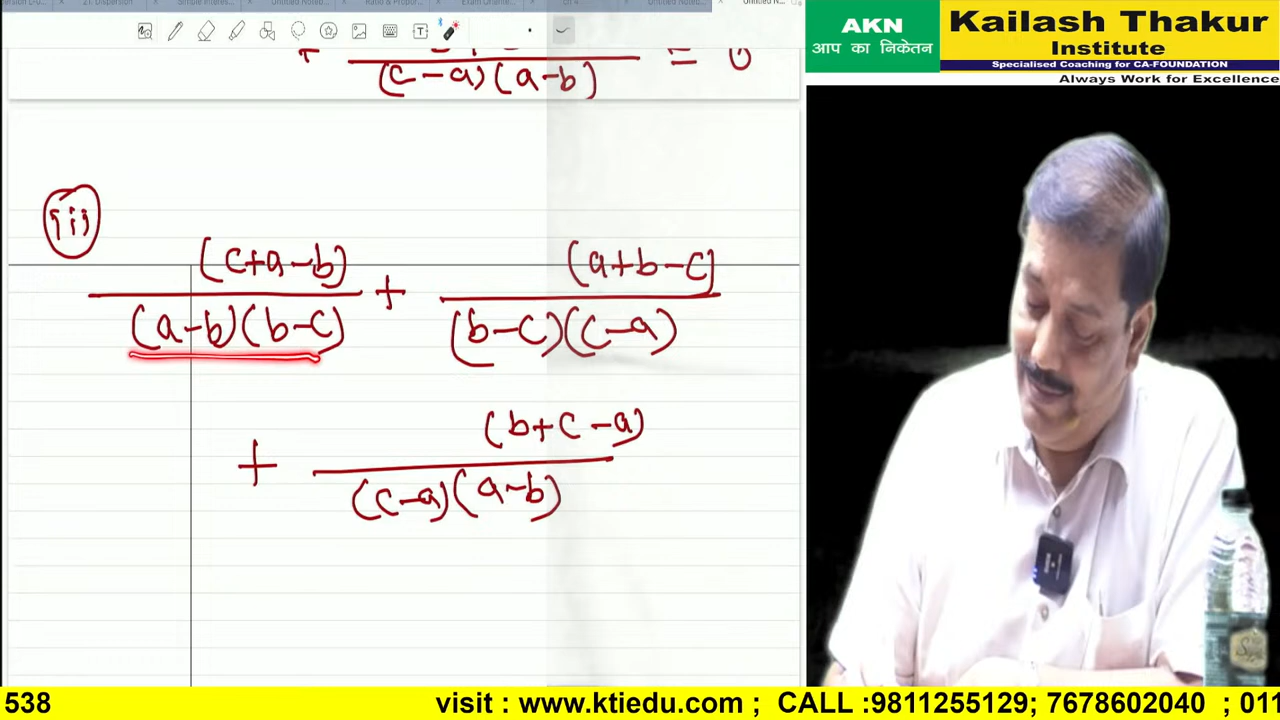 AKN
आप का निकेतन
Kailash Thakur
Institute
Specialised Coaching for CA-FOUNDATION
Always Work for Excellence
(c-a)(a-b) = 0
(ii)
(c+a-b) / (a-b)(b-c) + (a+b-c) / (b-c)(c-a)
+ (b+c-a) / (c-a)(a-b)
538 visit : www.ktiedu.com ; CALL :9811255129; 7678602040 ; 011